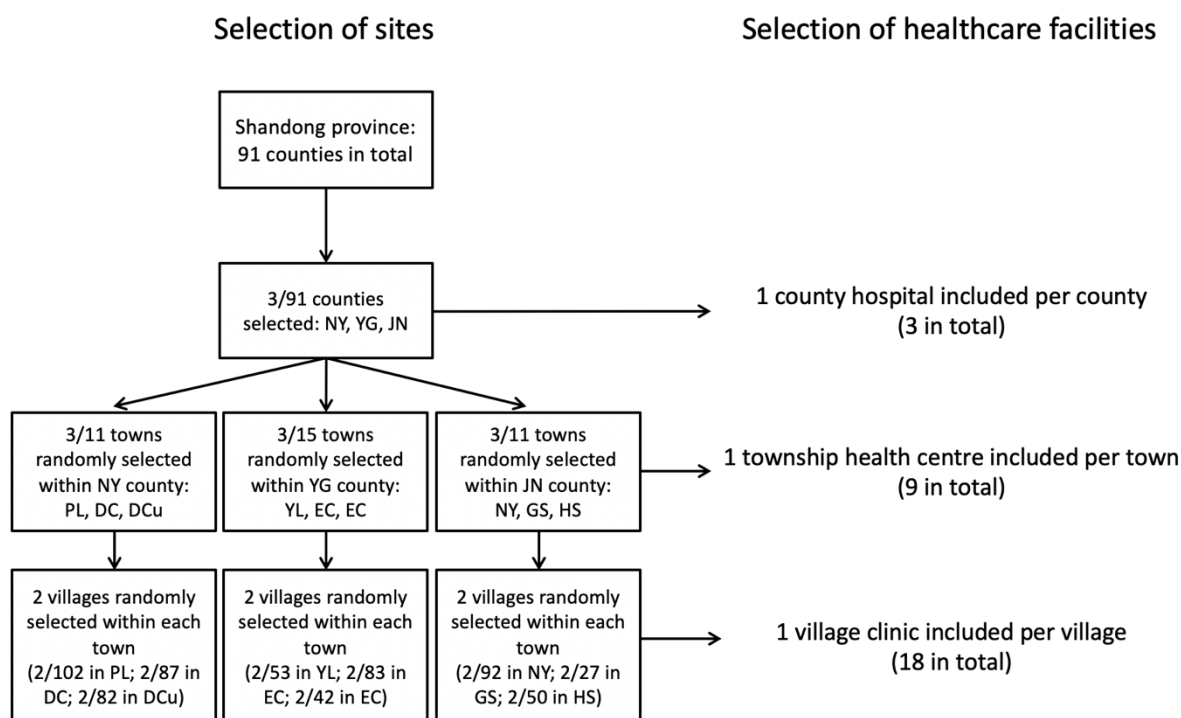 Selection of sites
Selection of healthcare facilities
Shandong province:
91 counties in total
3/91 counties
selected: NY, YG, JN
1 county hospital included per county
(3 in total)
3/11 towns
randomly selected
within NY county:
PL, DC, DCu
3/15 towns
randomly selected
within YG county:
YL, EC, EC
3/11 towns
randomly selected
within JN county:
NY, GS, HS
1 township health centre included per town
(9 in total)
2 villages randomly
selected within each
town
(2/102 in PL; 2/87 in
DC; 2/82 in DCu)
2 villages randomly
selected within each
town
(2/53 in YL; 2/83 in
EC; 2/42 in EC)
2 villages randomly
selected within each
town
(2/92 in NY; 2/27 in
GS; 2/50 in HS)
1 village clinic included per village
(18 in total)